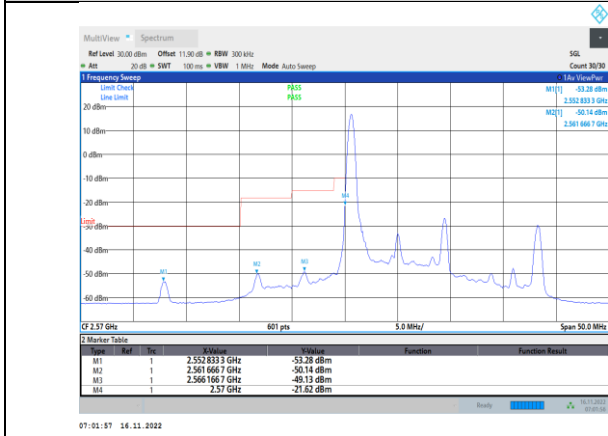 MultiView Spectrum
Ref Level 30.00 dBm Offset 11.90 dB RBW 300 kHz SGL
Att 20 dB SWT 100 ms VBW 1 MHz Mode Auto Sweep Count 30/30
1 Frequency Sweep 1Av ViewPwr
Limit Check PASS M1[1] -53.28 dBm
Line Limit PASS 2.552 833 3 GHz
20 dBm M2[1] -50.14 dBm
2.561 666 7 GHz
10 dBm
0 dBm
-10 dBm
-20 dBm
M4
Limit
-30 dBm
-40 dBm
M1 M2 M3
-50 dBm
-60 dBm
CF 2.57 GHz 601 pts 5.0 MHz/ Span 50.0 MHz
2 Marker Table
Type Ref Trc X-Value Y-Value Function Function Result
M1 1 2.552 833 3 GHz -53.28 dBm
M2 1 2.561 666 7 GHz -50.14 dBm
M3 1 2.566 166 7 GHz -49.13 dBm
M4 1 2.57 GHz -21.62 dBm
Ready 16.11.2022
07:01:56
07:01:57 16.11.2022